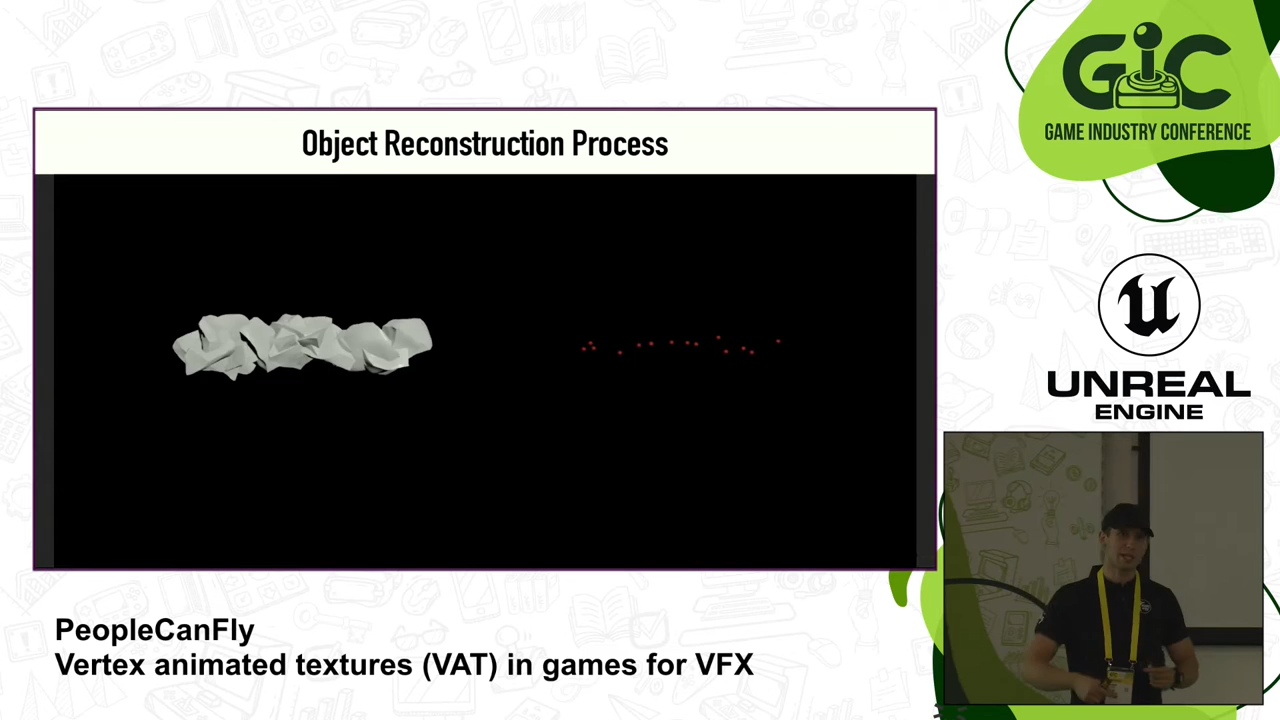 Object Reconstruction Process
GIC
GAME INDUSTRY CONFERENCE
UNREAL
ENGINE
PeopleCanFly
Vertex animated textures (VAT) in games for VFX